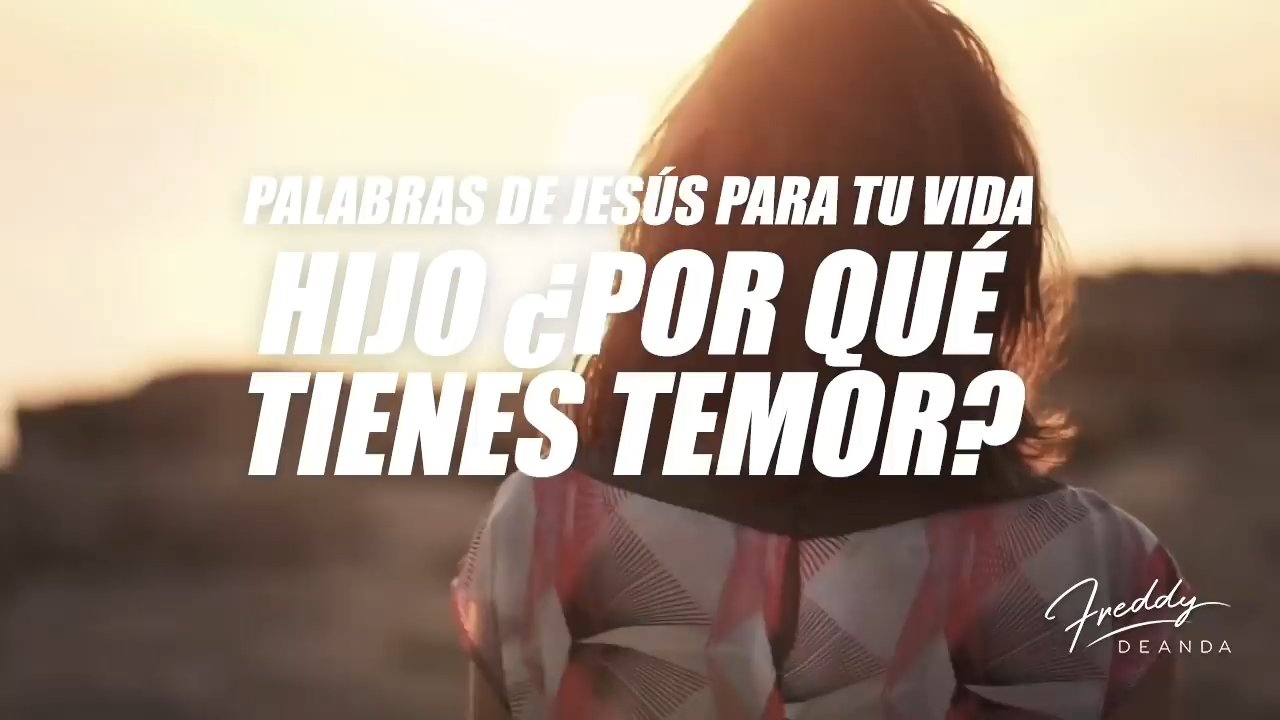 PALABRAS DE JESÚS PARA TU VIDA
HIJO ¿POR QUÉ
TIENES TEMOR?
Freddy
DEANDA